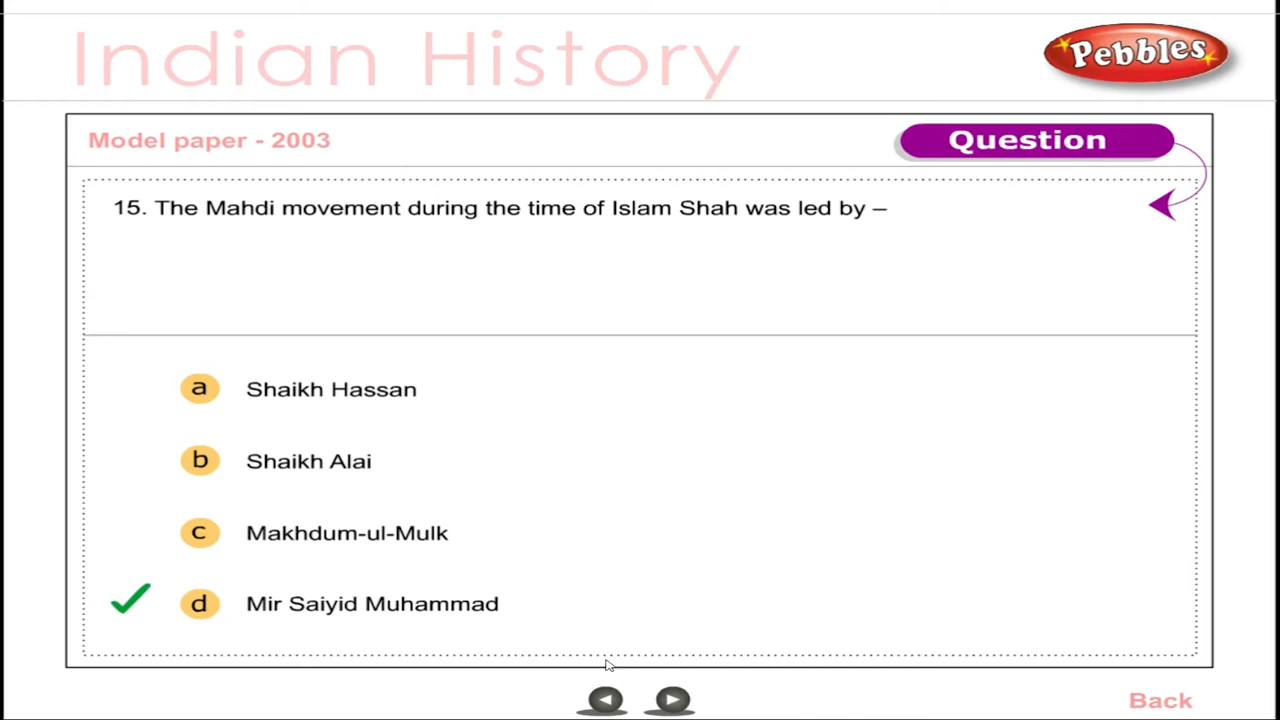 Indian History
Pebbles
Model paper - 2003
Question
15. The Mahdi movement during the time of Islam Shah was led by –
a Shaikh Hassan
b Shaikh Alai
c Makhdum-ul-Mulk
d Mir Saiyid Muhammad
Back